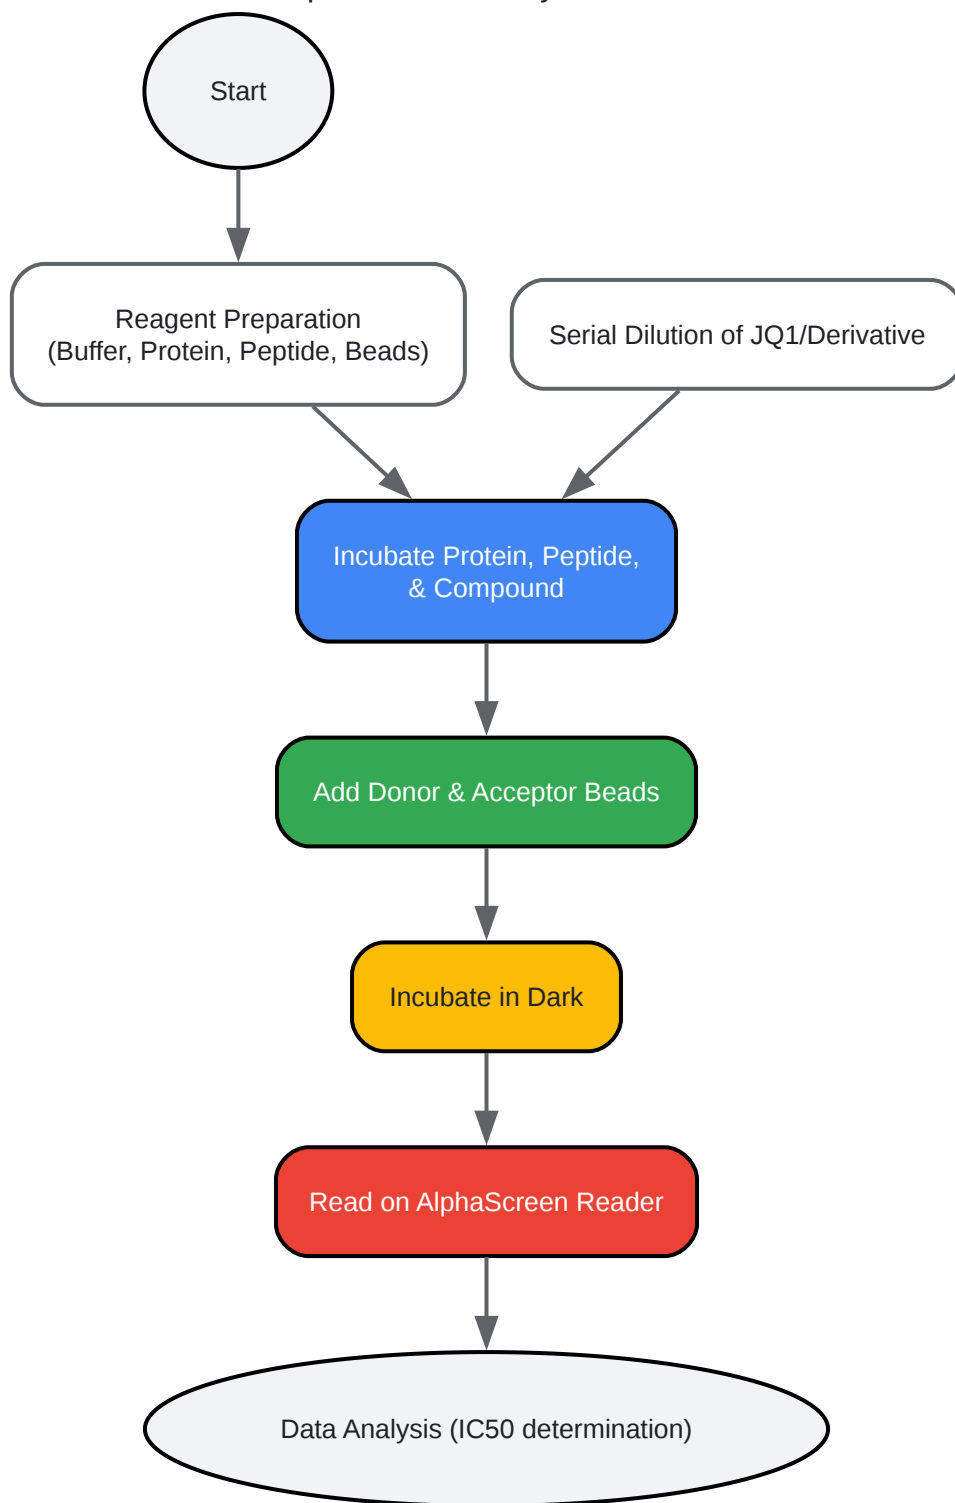 Start
Reagent Preparation
(Buffer, Protein, Peptide, Beads)
Serial Dilution of JQ1/Derivative
Incubate Protein, Peptide,
& Compound
Add Donor & Acceptor Beads
Incubate in Dark
Read on AlphaScreen Reader
Data Analysis (IC50 determination)